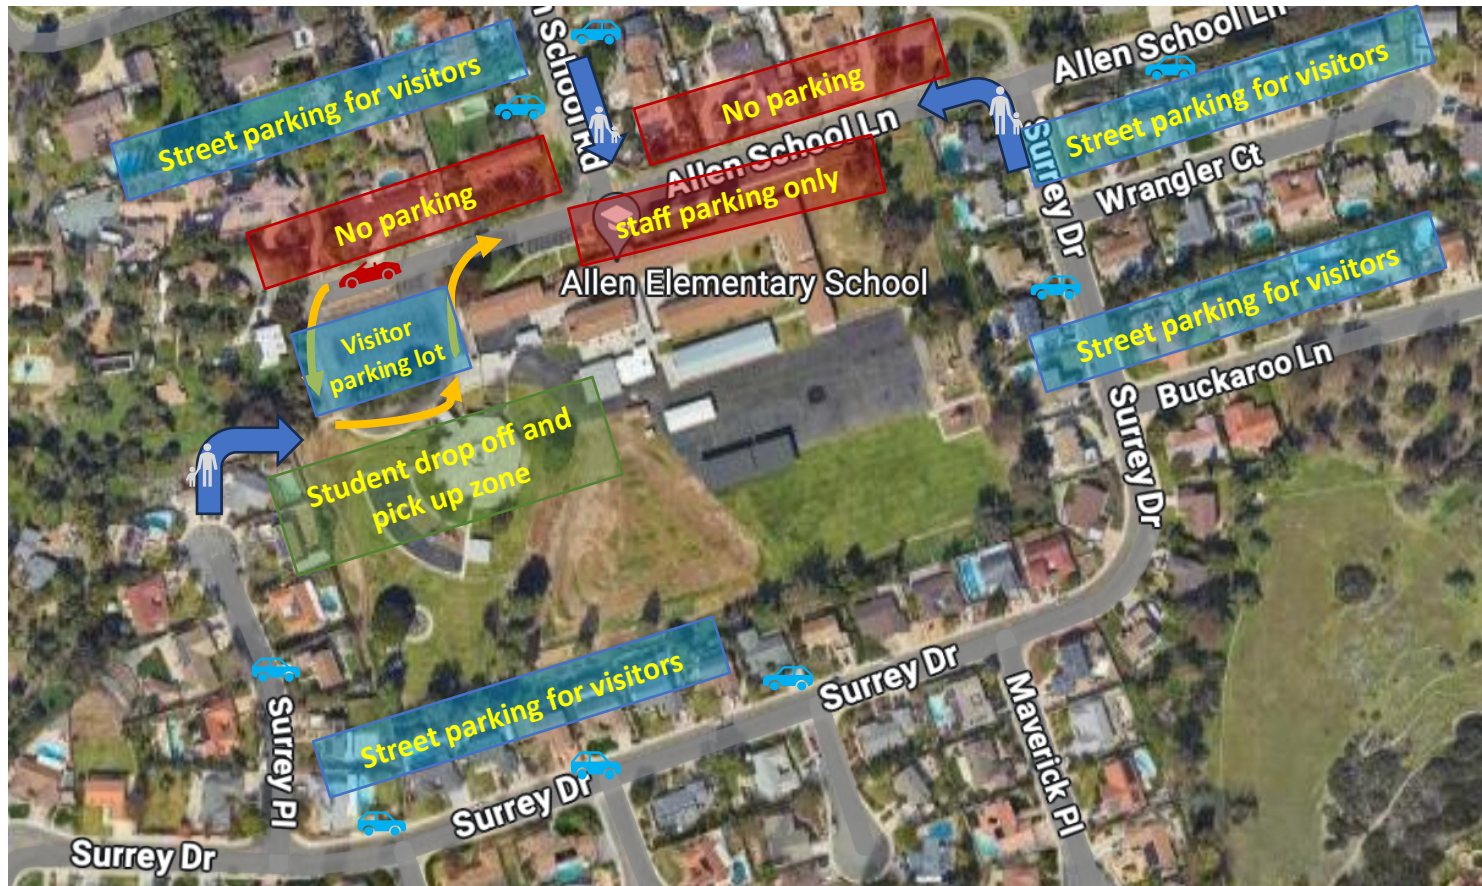 n School Rd
Allen School Ln
Street parking for visitors
No parking
Street parking for visitors
Allen School Ln
Surrey Dr
Wrangler Ct
No parking
staff parking only
Allen Elementary School
Street parking for visitors
Visitor
parking lot
Buckaroo Ln
Surrey Dr
Student drop off and
pick up zone
Street parking for visitors
Surrey Dr
Maverick Pl
Surrey Pl
Surrey Dr
Surrey Dr